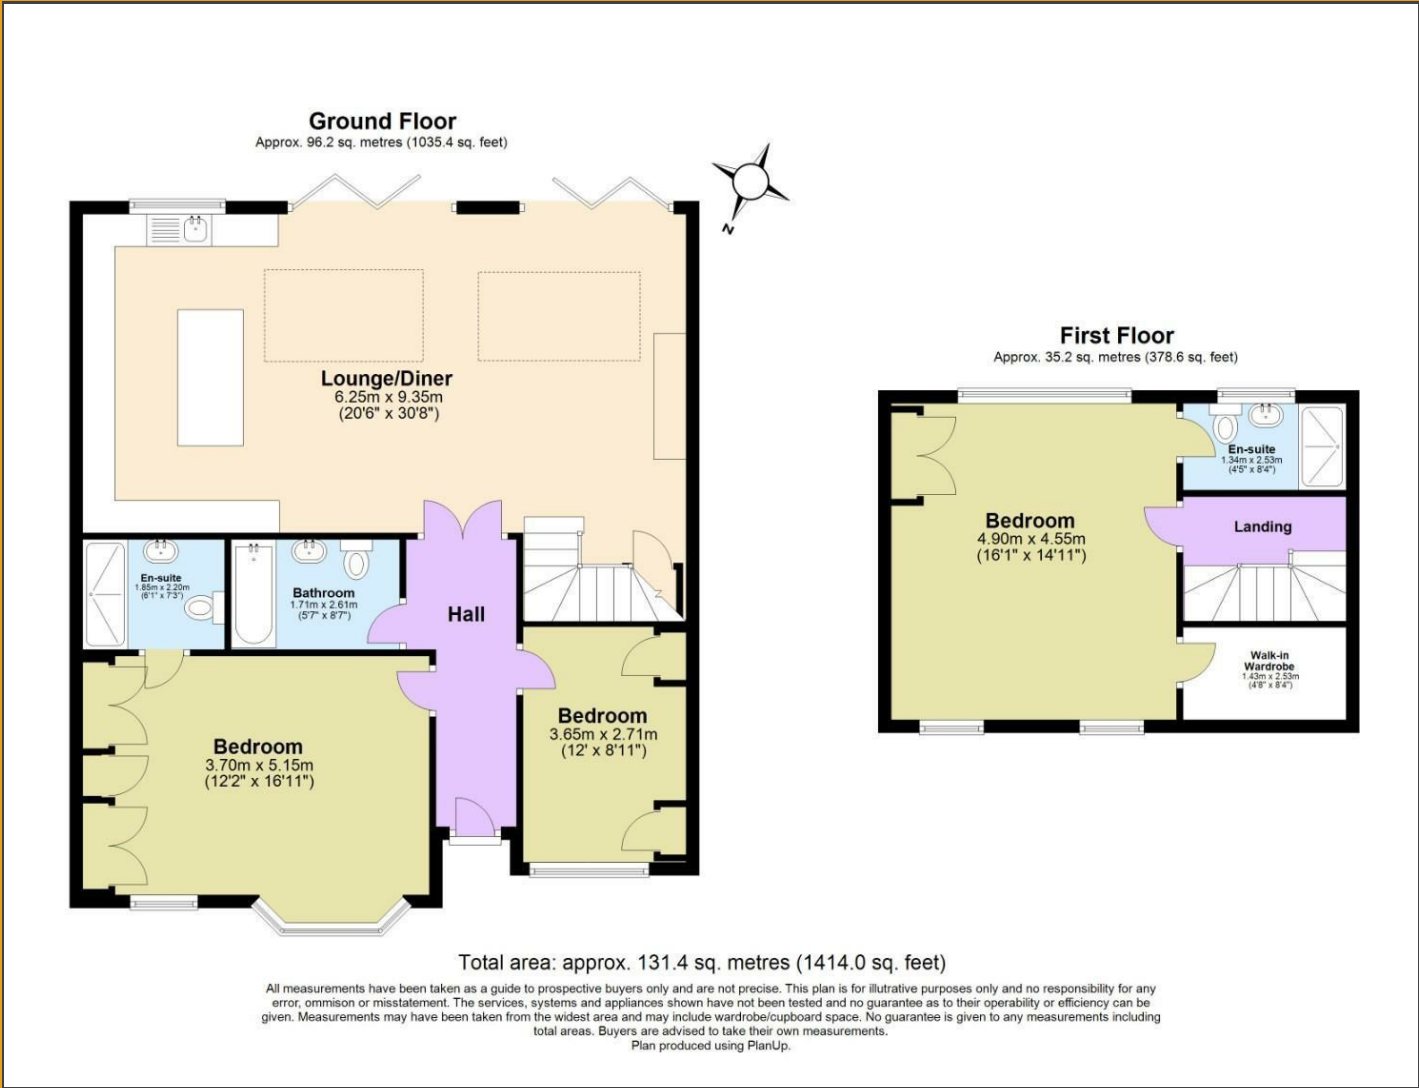 Ground Floor
Approx. 96.2 sq. metres (1035.4 sq. feet)
N
Lounge/Diner
6.25m x 9.35m
(20'6" x 30'8")
En-suite
1.85m x 2.20m
(6'1" x 7'3")
Bathroom
1.71m x 2.61m
(5'7" x 8'7")
Hall
Bedroom
3.70m x 5.15m
(12'2" x 16'11")
Bedroom
3.65m x 2.71m
(12' x 8'11")
First Floor
Approx. 35.2 sq. metres (378.6 sq. feet)
Bedroom
4.90m x 4.55m
(16'1" x 14'11")
En-suite
1.34m x 2.53m
(4'5" x 8'4")
Landing
Walk-in
Wardrobe
1.43m x 2.53m
(4'8" x 8'4")
Total area: approx. 131.4 sq. metres (1414.0 sq. feet)
All measurements have been taken as a guide to prospective buyers only and are not precise. This plan is for illutrative purposes only and no responsibility for any
error, ommison or misstatement. The services, systems and appliances shown have not been tested and no guarantee as to their operability or efficiency can be
given. Measurements may have been taken from the widest area and may include wardrobe/cupboard space. No guarantee is given to any measurements including
total areas. Buyers are advised to take their own measurements.
Plan produced using PlanUp.